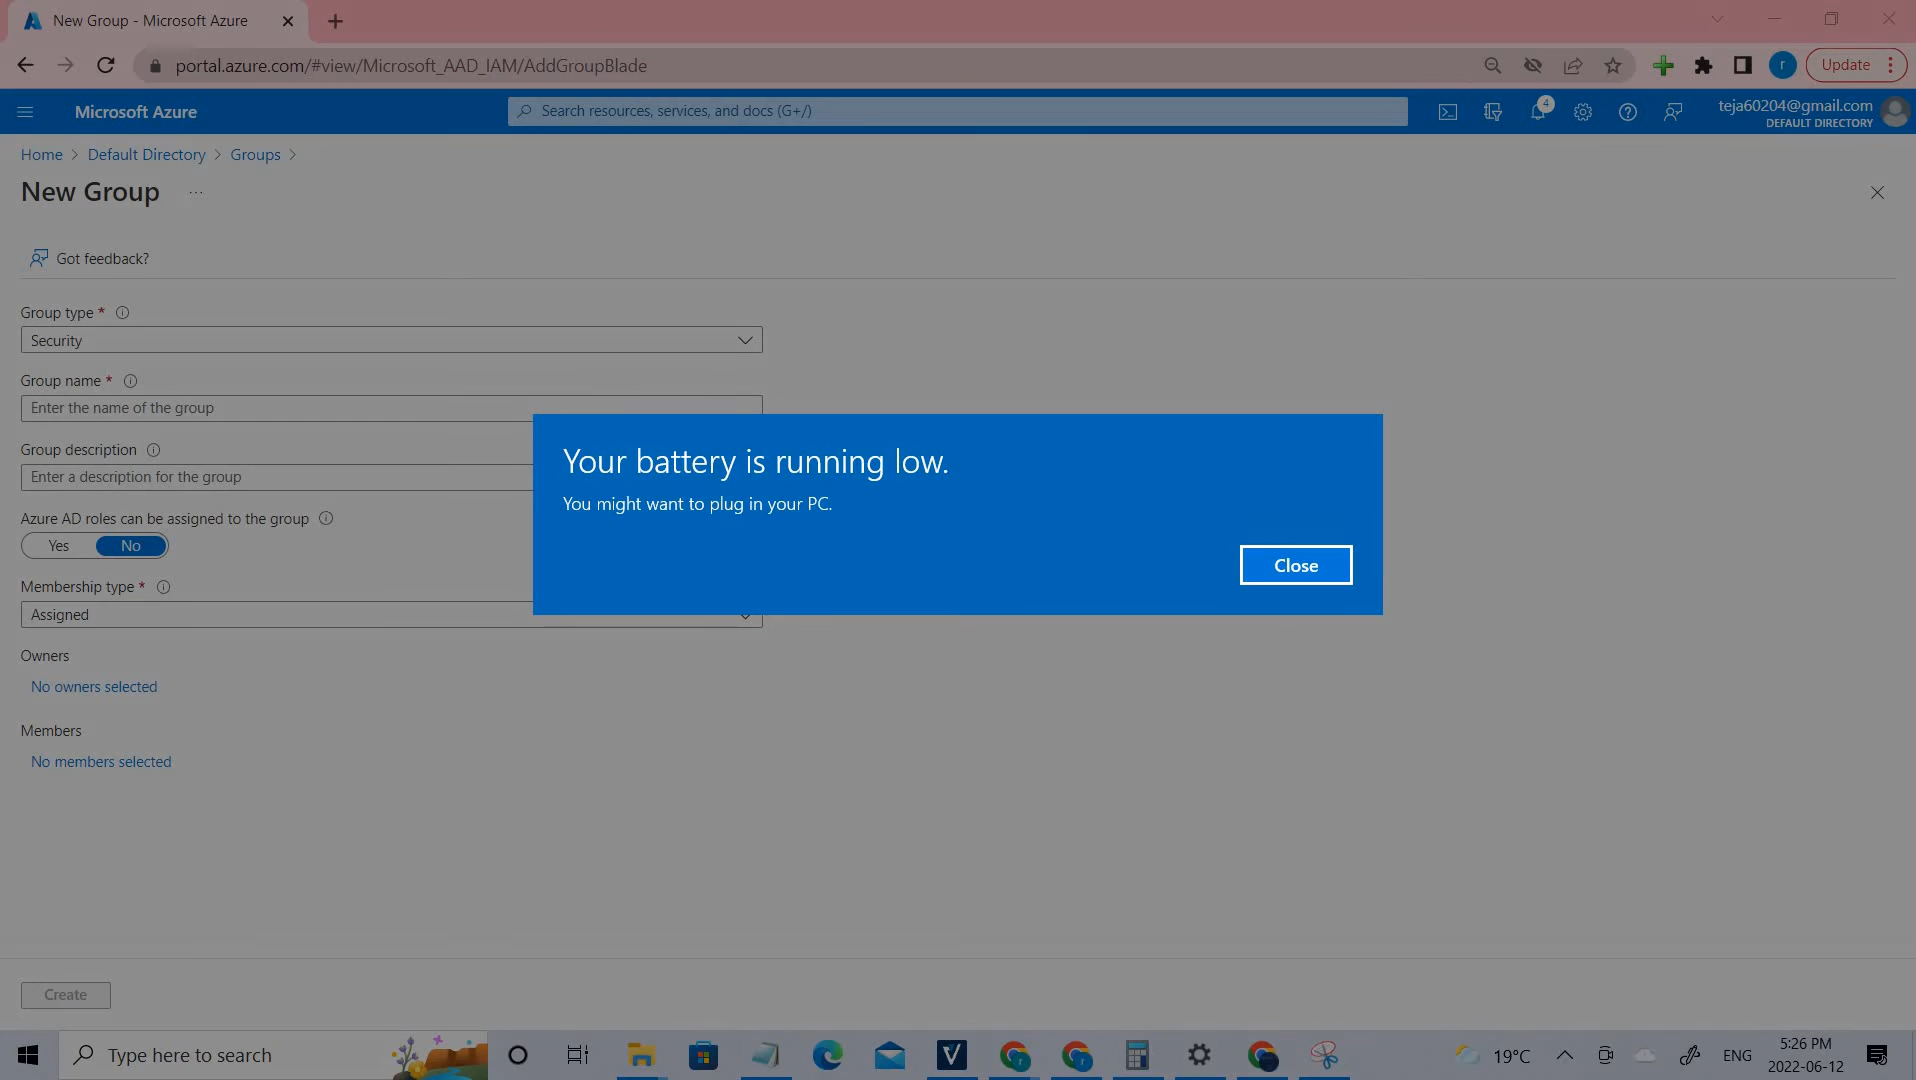 New Group - Microsoft Azure
portal.azure.com/#view/Microsoft_AAD_IAM/AddGroupBlade
r
Update
Microsoft Azure
Search resources, services, and docs (G+/)
4
teja60204@gmail.com
DEFAULT DIRECTORY
Home > Default Directory > Groups >
New Group ...
Got feedback?
Group type *
Security
Group name *
Enter the name of the group
Group description
Enter a description for the group
Azure AD roles can be assigned to the group
Yes No
Membership type *
Assigned
Owners
No owners selected
Members
No members selected
Your battery is running low.
You might want to plug in your PC.
Close
Create
Type here to search
V
r
r
19°C
ENG
5:26 PM
2022-06-12